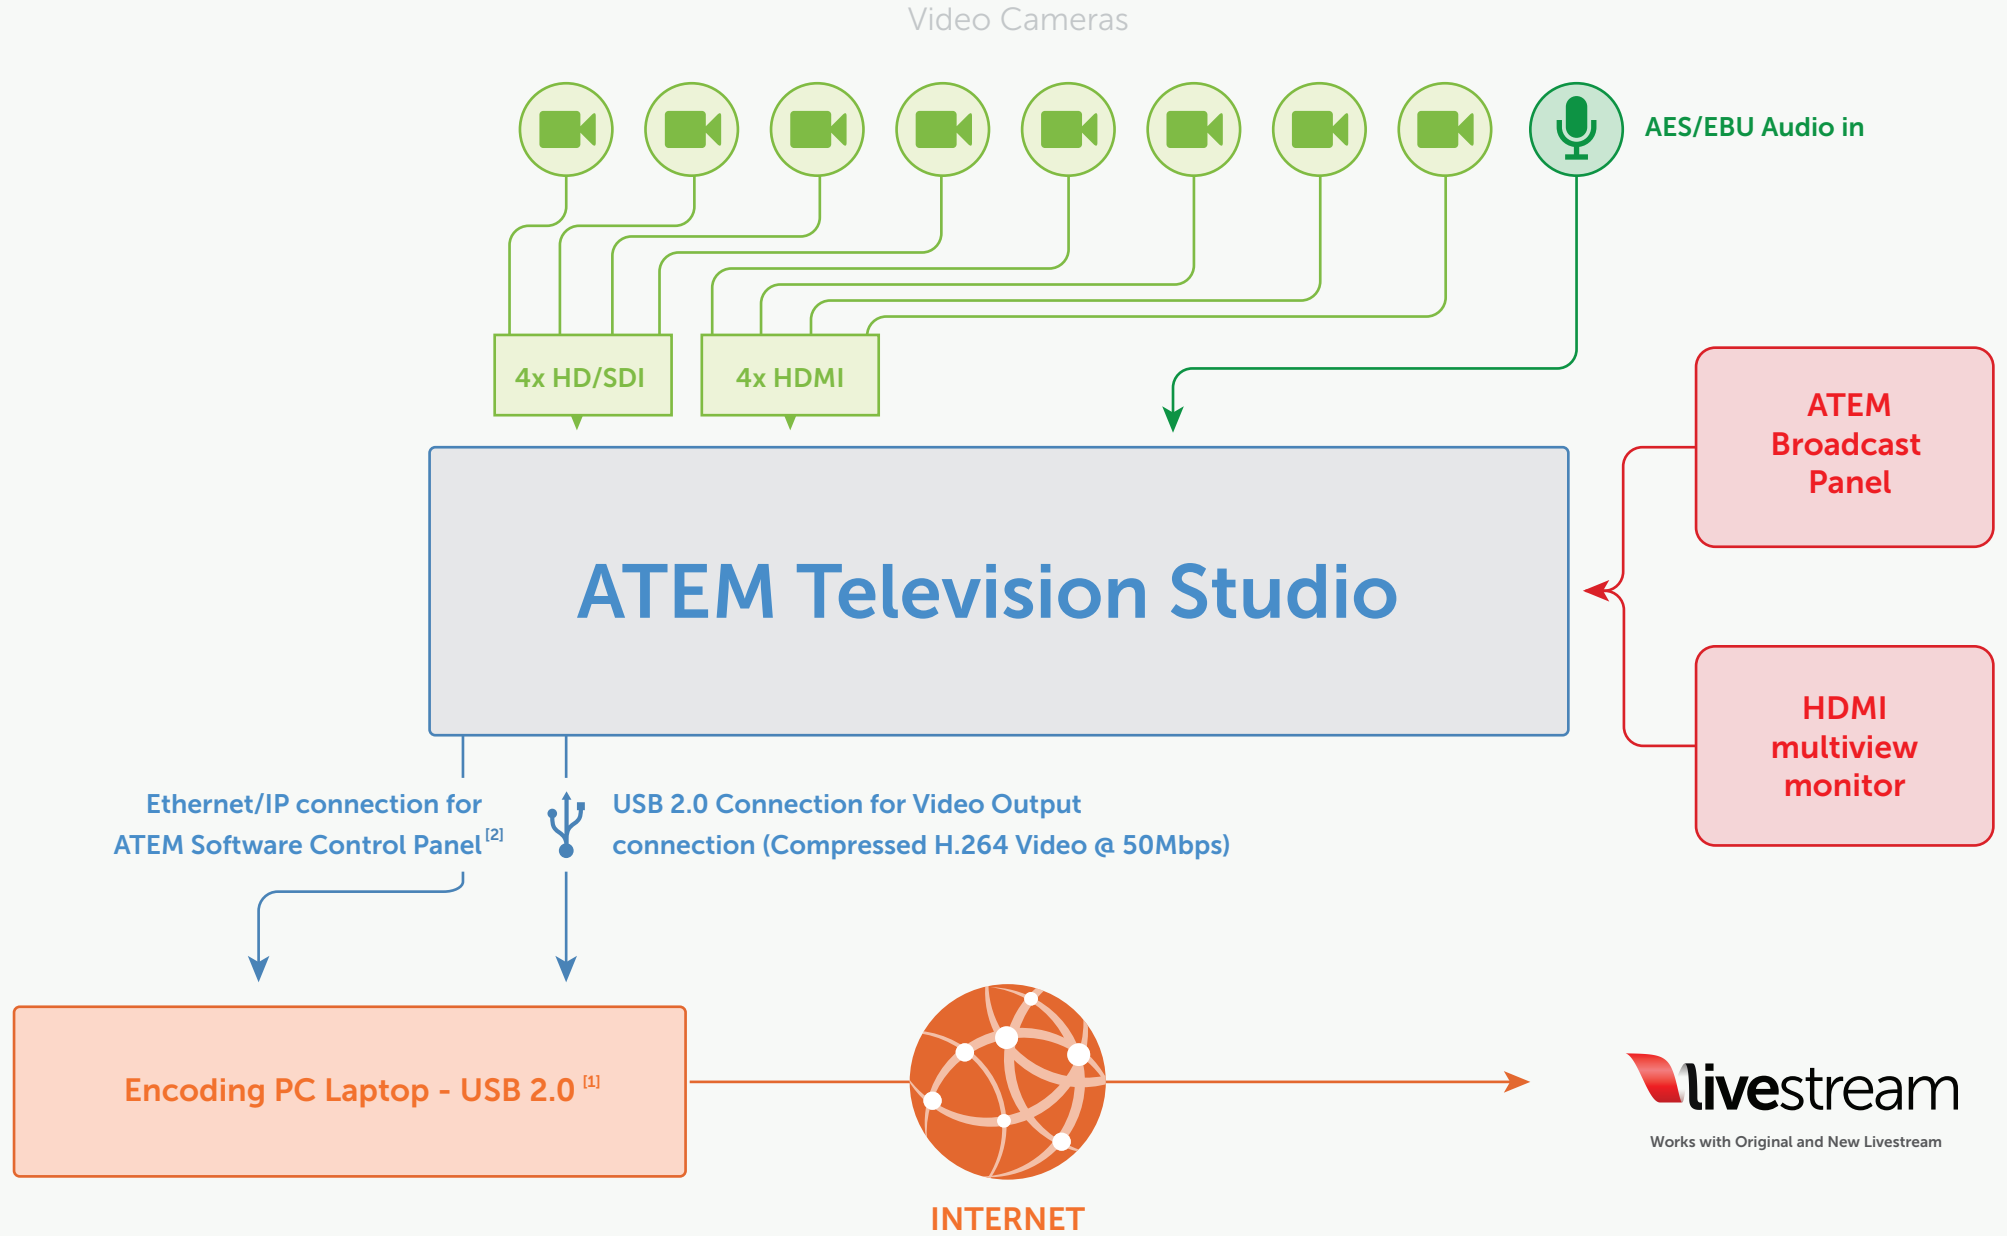 Video Cameras
AES/EBU Audio in
4x HD/SDI
4x HDMI
ATEM
Broadcast
Panel
ATEM Television Studio
HDMI
multiview
monitor
Ethernet/IP connection for
ATEM Software Control Panel [2]
USB 2.0 Connection for Video Output
connection (Compressed H.264 Video @ 50Mbps)
Encoding PC Laptop - USB 2.0 [1]
INTERNET
livestream
Works with Original and New Livestream